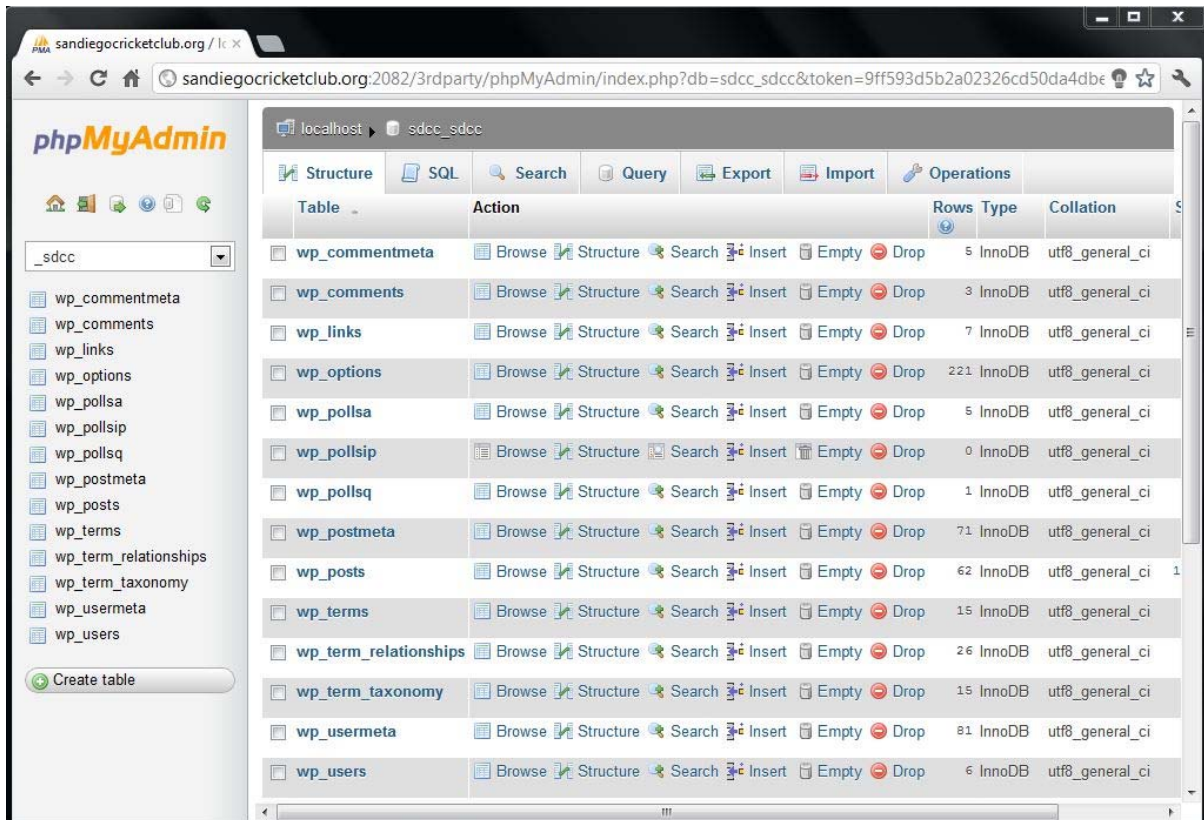 sandiegocricketclub.org / lc
sandiegocricketclub.org:2082/3rdparty/phpMyAdmin/index.php?db=sdcc_sdcc&token=9ff593d5b2a02326cd50da4dbe
phpMyAdmin
_sdcc
wp_commentmeta
wp_comments
wp_links
wp_options
wp_pollsa
wp_pollsip
wp_pollsq
wp_postmeta
wp_posts
wp_terms
wp_term_relationships
wp_term_taxonomy
wp_usermeta
wp_users
Create table
localhost sdcc_sdcc
Structure SQL Search Query Export Import Operations
Table Action Rows Type Collation S
wp_commentmeta Browse Structure Search Insert Empty Drop 5 InnoDB utf8_general_ci
wp_comments Browse Structure Search Insert Empty Drop 3 InnoDB utf8_general_ci
wp_links Browse Structure Search Insert Empty Drop 7 InnoDB utf8_general_ci
wp_options Browse Structure Search Insert Empty Drop 221 InnoDB utf8_general_ci
wp_pollsa Browse Structure Search Insert Empty Drop 5 InnoDB utf8_general_ci
wp_pollsip Browse Structure Search Insert Empty Drop 0 InnoDB utf8_general_ci
wp_pollsq Browse Structure Search Insert Empty Drop 1 InnoDB utf8_general_ci
wp_postmeta Browse Structure Search Insert Empty Drop 71 InnoDB utf8_general_ci
wp_posts Browse Structure Search Insert Empty Drop 62 InnoDB utf8_general_ci 1
wp_terms Browse Structure Search Insert Empty Drop 15 InnoDB utf8_general_ci
wp_term_relationships Browse Structure Search Insert Empty Drop 26 InnoDB utf8_general_ci
wp_term_taxonomy Browse Structure Search Insert Empty Drop 15 InnoDB utf8_general_ci
wp_usermeta Browse Structure Search Insert Empty Drop 81 InnoDB utf8_general_ci
wp_users Browse Structure Search Insert Empty Drop 6 InnoDB utf8_general_ci